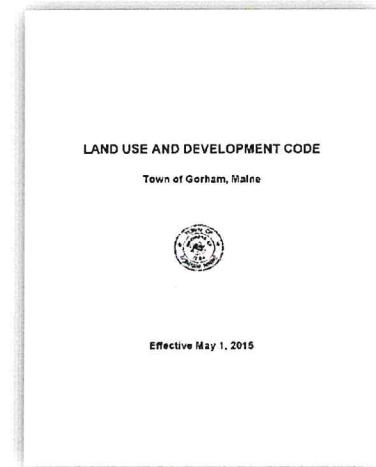 LAND USE AND DEVELOPMENT CODE
Town of Gorham, Maine
Effective May 1, 2015